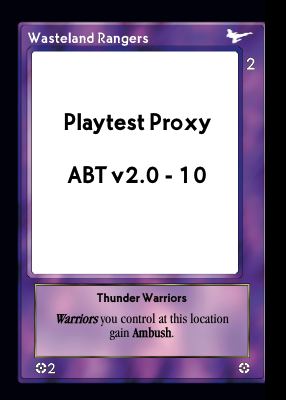 Wasteland Rangers
2
Playtest Proxy
ABT v2.0 - 10
Thunder Warriors
Warriors you control at this location
gain Ambush.
2